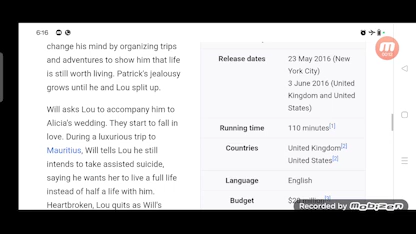 6:16
change his mind by organizing trips
and adventures to show him that life
is still worth living. Patrick's jealousy
grows until he and Lou split up.
Will asks Lou to accompany him to
Alicia's wedding. They start to fall in
love. During a luxurious trip to
Mauritius, Will tells Lou he still
intends to take assisted suicide,
saying he wants her to live a full life
instead of half a life with him.
Heartbroken, Lou quits as Will's
Release dates 23 May 2016 (New
York City)
3 June 2016 (United
Kingdom and United
States)
Running time 110 minutes[1]
Countries United Kingdom[2]
United States[2]
Language English
Budget
Recorded by Mobizen